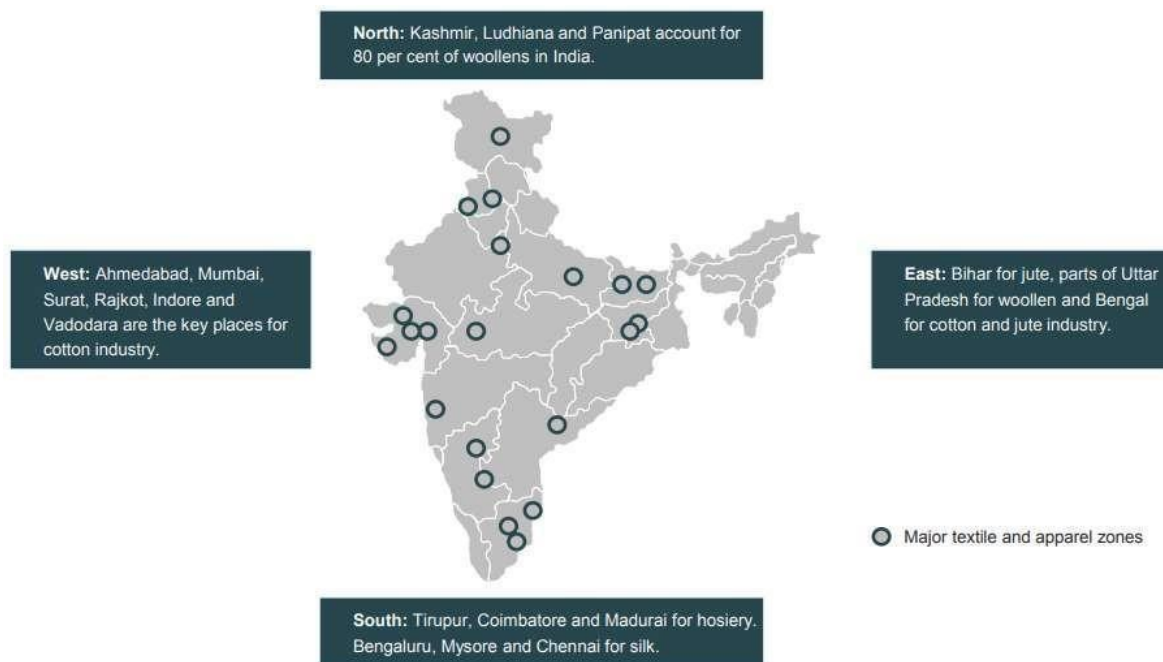 North: Kashmir, Ludhiana and Panipat account for
80 per cent of woollens in India.
West: Ahmedabad, Mumbai,
Surat, Rajkot, Indore and
Vadodara are the key places for
cotton industry.
East: Bihar for jute, parts of Uttar
Pradesh for woollen and Bengal
for cotton and jute industry.
Major textile and apparel zones
South: Tirupur, Coimbatore and Madurai for hosiery.
Bengaluru, Mysore and Chennai for silk.